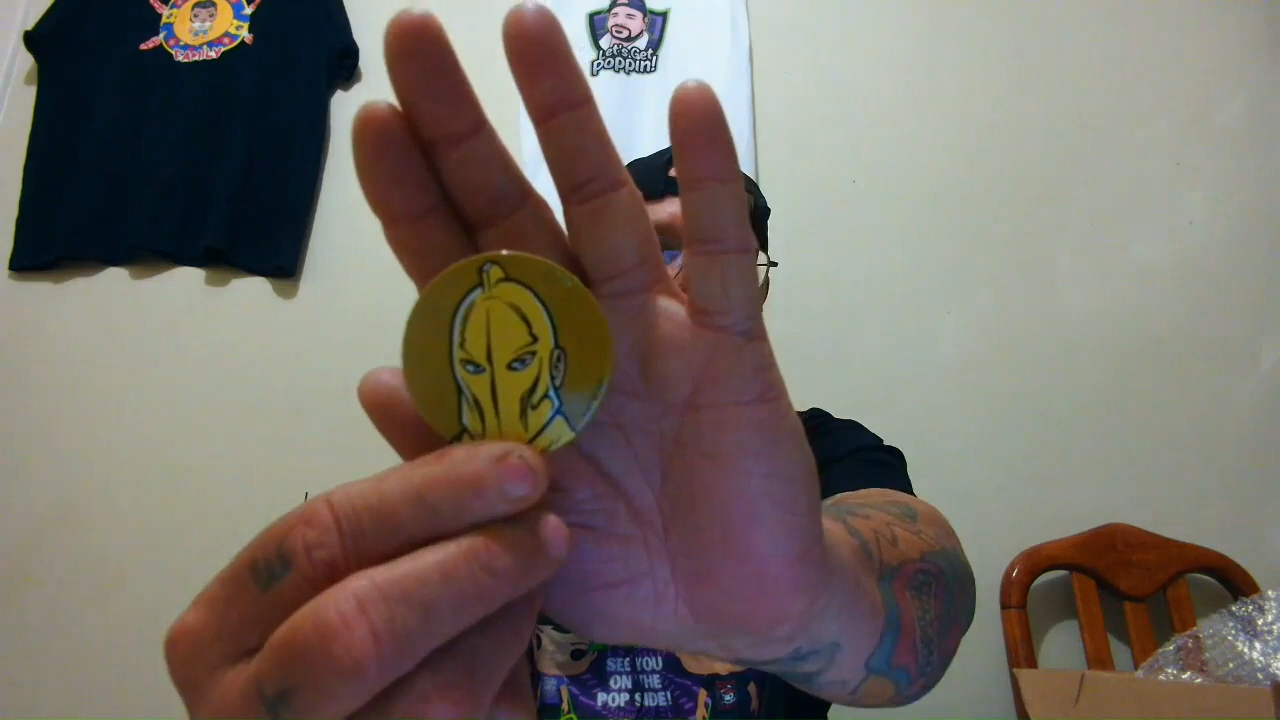 FAMILY
Let's Get
Poppin!
SEE YOU
ON THE
POP SIDE!